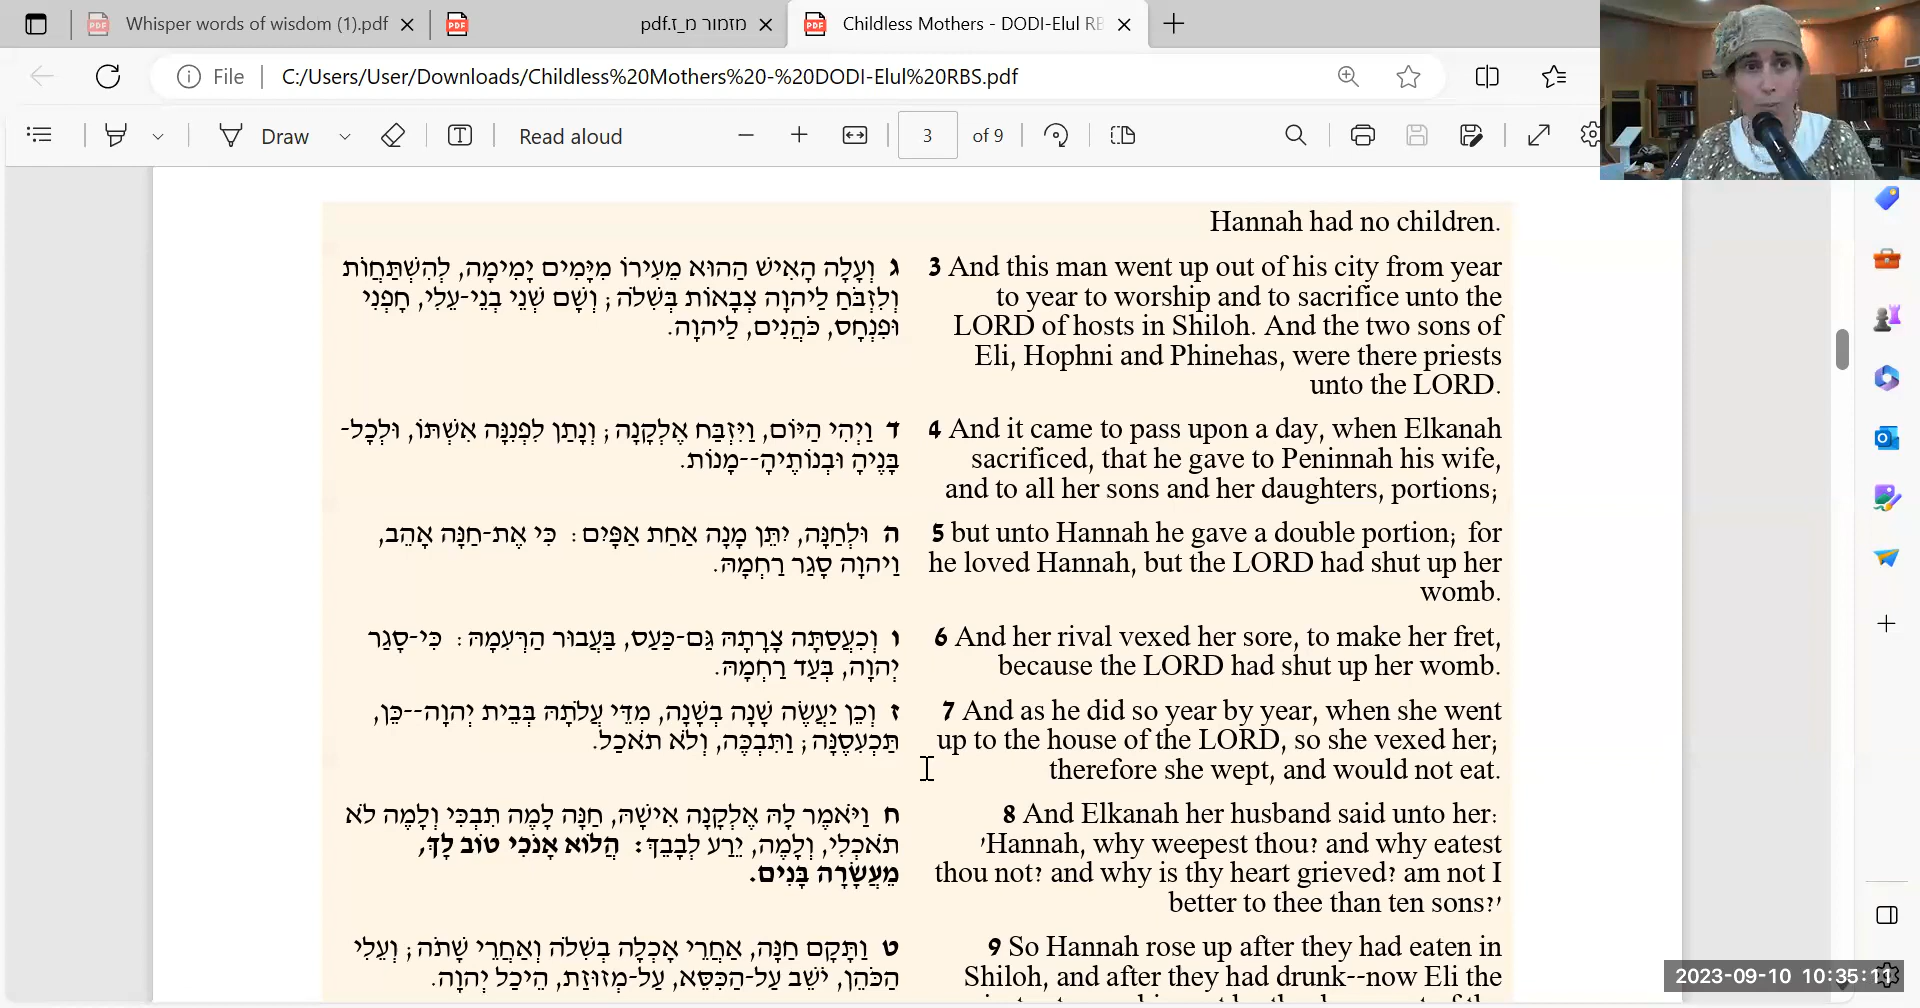 Whisper words of wisdom (1).pdf
מזמור מ_ז.pdf
Childless Mothers - DODI-Elul RB
File
C:/Users/User/Downloads/Childless%20Mothers%20-%20DODI-Elul%20RBS.pdf
Draw
Read aloud
3
of 9
Hannah had no children.
ג וְעָלָה הָאִישׁ הַהוּא מֵעִירוֹ מִיָּמִים יָמִימָה, לְהִשְׁתַּחֲוֺת
וְלִזְבֹּחַ לַיהוָה צְבָאוֹת בְּשִׁלֹה; וְשָׁם שְׁנֵי בְנֵי-עֵלִי, חָפְנִי
וּפִנְחָס, כֹּהֲנִים, לַיהוָה.
3 And this man went up out of his city from year
to year to worship and to sacrifice unto the
LORD of hosts in Shiloh. And the two sons of
Eli, Hophni and Phinehas, were there priests
unto the LORD.
ד וַיְהִי הַיּוֹם, וַיִּזְבַּח אֶלְקָנָה; וְנָתַן לִפְנִנָּה אִשְׁתּוֹ, וּלְכָל-
בָּנֶיהָ וּבְנוֹתֶיהָ--מָנוֹת.
4 And it came to pass upon a day, when Elkanah
sacrificed, that he gave to Peninnah his wife,
and to all her sons and her daughters, portions;
ה וּלְחַנָּה, יִתֵּן מָנָה אַחַת אַפָּיִם: כִּי אֶת-חַנָּה אָהֵב,
וַיהוָה סָגַר רַחְמָהּ.
5 but unto Hannah he gave a double portion; for
he loved Hannah, but the LORD had shut up her
womb.
ו וְכִעֲסַתָּה צָרָתָהּ גַּם-כַּעַס, בַּעֲבוּר הַרְּעִמָהּ: כִּי-סָגַר
יְהוָה, בְּעַד רַחְמָהּ.
6 And her rival vexed her sore, to make her fret,
because the LORD had shut up her womb.
ז וְכֵן יַעֲשֶׂה שָׁנָה בְשָׁנָה, מִדֵּי עֲלֹתָהּ בְּבֵית יְהוָה--כֵּן,
תַּכְעִסֶנָּה; וַתִּבְכֶּה, וְלֹא תֹאכַל.
7 And as he did so year by year, when she went
up to the house of the LORD, so she vexed her;
therefore she wept, and would not eat.
ח וַיֹּאמֶר לָהּ אֶלְקָנָה אִישָׁהּ, חַנָּה לָמֶה תִבְכִּי וְלָמֶה לֹא
תֹאכְלִי, וְלָמֶה, יֵרַע לְבָבֵךְ: הֲלוֹא אָנֹכִי טוֹב לָךְ,
מֵעֲשָׂרָה בָּנִים.
8 And Elkanah her husband said unto her:
'Hannah, why weepest thou? and why eatest
thou not? and why is thy heart grieved? am not I
better to thee than ten sons?'
ט וַתָּקָם חַנָּה, אַחֲרֵי אָכְלָה בְשִׁלֹה וְאַחֲרֵי שָׁתֹה; וְעֵלִי
הַכֹּהֵן, יֹשֵׁב עַל-הַכִּסֵּא, עַל-מְזוּזַת, הֵיכַל יְהוָה.
9 So Hannah rose up after they had eaten in
Shiloh, and after they had drunk--now Eli the
2023-09-10 10:35:11